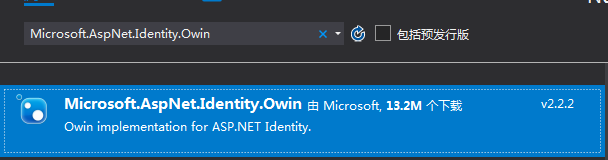 Microsoft.AspNet.Identity.Owin
包括预发行版
Microsoft.AspNet.Identity.Owin 由 Microsoft, 13.2M 个下载
v2.2.2
Owin implementation for ASP.NET Identity.